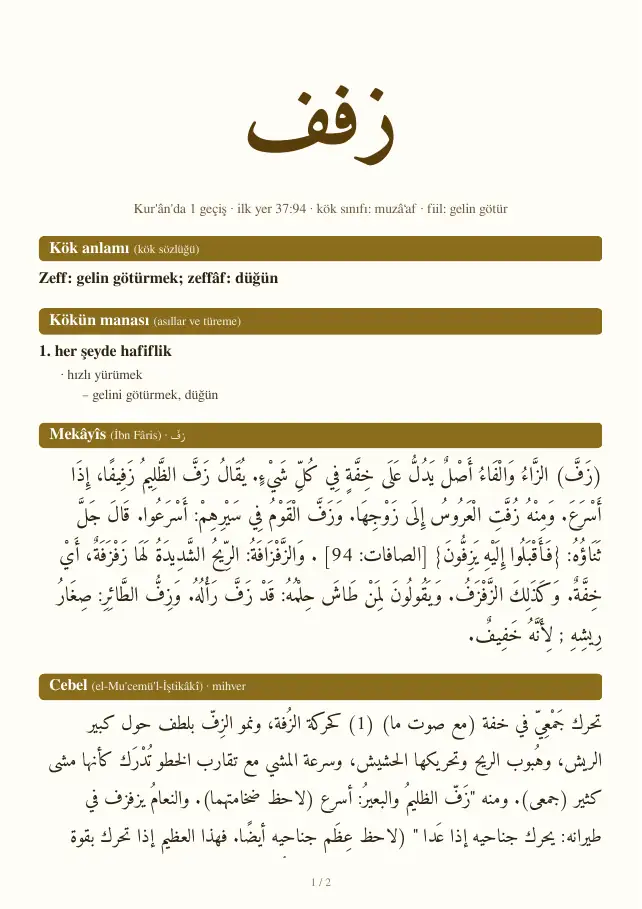 زفف
Kur'ân'da 1 geçiş · ilk yer 37:94 · kök sınıfı: muzâ'af · fiil: gelin götür
Kök anlamı (kök sözlüğü)
Zeff: gelin götürmek; zeffâf: düğün
Kökün manası (asıllar ve türeme)
1. her şeyde hafiflik
· hızlı yürümek
– gelini götürmek, düğün
Mekāyîs (İbn Fâris) · زَفَّ
(زَفَّ) الزَّاءُ وَالْفَاءُ أَصْلٌ يَدُلُّ عَلَى خِفَّةٍ فِي كُلِّ شَيْءٍ. يُقَالُ زَفَّ الظَّلِيمُ زَفِيفًا، إِذَا
أَسْرَعَ. وَمِنْهُ زُفَّتِ الْعَرُوسُ إِلَى زَوْجِهَا. وَزَفَّ الْقَوْمُ فِي سَيْرِهِمْ: أَسْرَعُوا. قَالَ جَلَّ
ثَنَاؤُهُ: {فَأَقْبَلُوا إِلَيْهِ يَزِفُّونَ} [الصافات: 94] . وَالزَّفْزَافَةُ: الرِّيحُ الشَّدِيدَةُ لَهَا زَفْزَفَةٌ، أَيْ
خِفَّةٌ. وَكَذَلِكَ الزَّفْزَفُ. وَيَقُولُونَ لِمَنْ طَاشَ حِلْمُهُ: قَدْ زَفَّ رَأْلُهُ. وَزِفُّ الطَّائِرِ: صِغَارُ
رِيشِهِ ; لِأَنَّهُ خَفِيفٌ.
Cebel (el-Mu'cemü'l-İştikâkî) · mihver
تحرك جَمْعِيّ في خفة (مع صوت ما) (1) كحركة الزُفة، ونمو الزِفّ بلطف حول كبير
الريش، وهُبوب الريح وتحريكها الحشيش، وسرعة المشي مع تقارب الخطو تُدْرَك كأنها مشى
كثير (جمعى). ومنه "زَفّ الظليمُ والبعيرُ: أسرع (لاحظ ضخامتهما). والنعامُ يزفزف في
طيرانه: يحرك جناحيه إذا عَدا " (لاحظ عِظَم جناحيه أيضًا. فهذا العظيم إذا تحرك بقوة
1 / 2